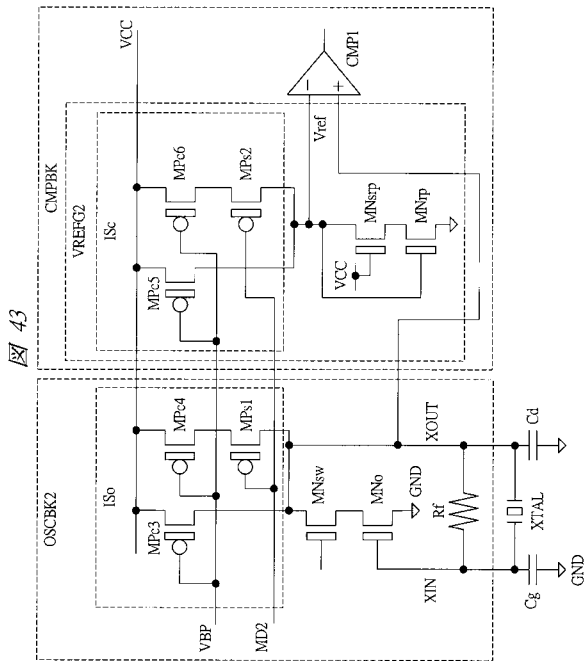 図 43
OSCBK2
CMPBK
VREFG2
ISo
ISc
VCC
MPc3
MPc4
MPc5
MPc6
MPs1
MPs2
VBP
MD2
Vref
CMP1
−
+
MNsw
MNo
GND
VCC
MNsrp
MNrp
XIN
XOUT
Rf
XTAL
Cg
Cd
GND